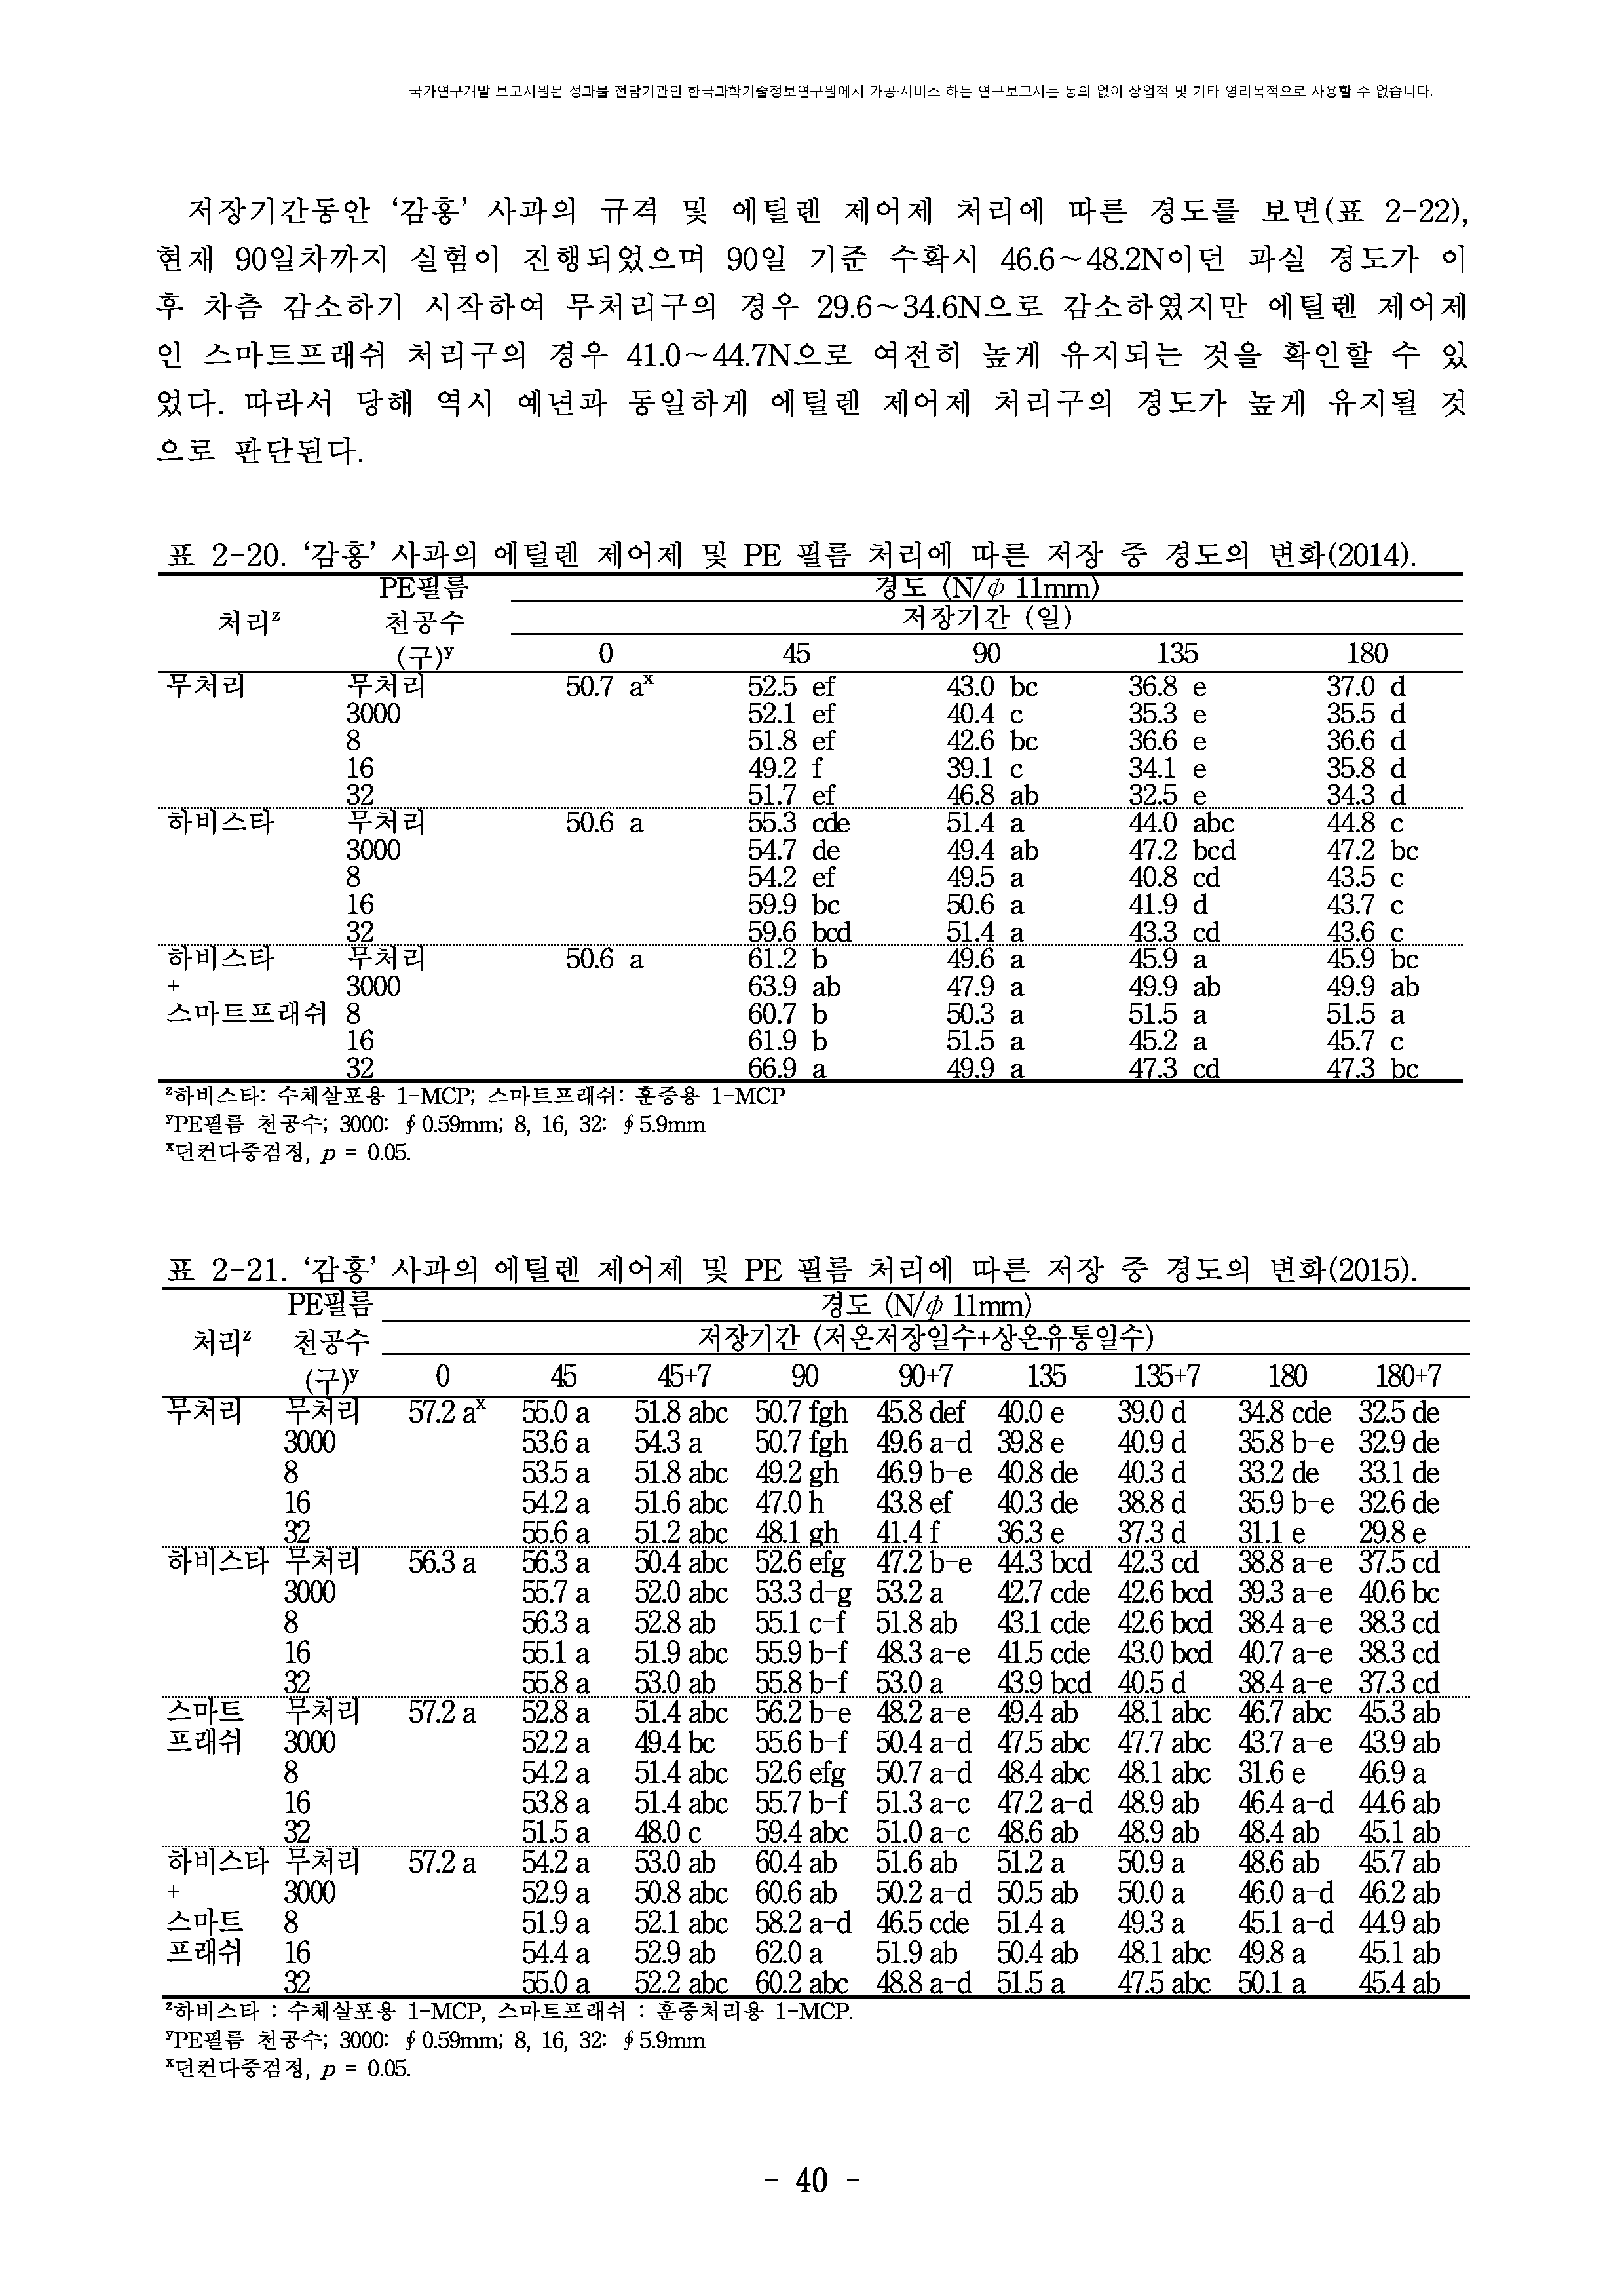 국가연구개발 보고서원문 성과물 전담기관인 한국과학기술정보연구원에서 가공·서비스 하는 연구보고서는 동의 없이 상업적 및 기타 영리목적으로 사용할 수 없습니다.
저장기간동안 ‘감홍’ 사과의 규격 및 에틸렌 제어제 처리에 따른 경도를 보면(표 2-22),
현재 90일차까지 실험이 진행되었으며 90일 기준 수확시 46.6~48.2N이던 과실 경도가 이
후 차츰 감소하기 시작하여 무처리구의 경우 29.6~34.6N으로 감소하였지만 에틸렌 제어제
인 스마트프래쉬 처리구의 경우 41.0~44.7N으로 여전히 높게 유지되는 것을 확인할 수 있
었다. 따라서 당해 역시 예년과 동일하게 에틸렌 제어제 처리구의 경도가 높게 유지될 것
으로 판단된다.
표 2-20. ‘감홍’ 사과의 에틸렌 제어제 및 PE 필름 처리에 따른 저장 중 경도의 변화(2014).
PE필름 경도 (N/φ 11mm)
처리ᶻ 천공수 저장기간 (일)
(구)ʸ 0 45 90 135 180
무처리 무처리 50.7 aˣ 52.5 ef 43.0 bc 36.8 e 37.0 d
3000 52.1 ef 40.4 c 35.3 e 35.5 d
8 51.8 ef 42.6 bc 36.6 e 36.6 d
16 49.2 f 39.1 c 34.1 e 35.8 d
32 51.7 ef 46.8 ab 32.5 e 34.3 d
하비스타 무처리 50.6 a 55.3 cde 51.4 a 44.0 abc 44.8 c
3000 54.7 de 49.4 ab 47.2 bcd 47.2 bc
8 54.2 ef 49.5 a 40.8 cd 43.5 c
16 59.9 bc 50.6 a 41.9 d 43.7 c
32 59.6 bcd 51.4 a 43.3 cd 43.6 c
하비스타 무처리 50.6 a 61.2 b 49.6 a 45.9 a 45.9 bc
+ 3000 63.9 ab 47.9 a 49.9 ab 49.9 ab
스마트프래쉬 8 60.7 b 50.3 a 51.5 a 51.5 a
16 61.9 b 51.5 a 45.2 a 45.7 c
32 66.9 a 49.9 a 47.3 cd 47.3 bc
ᶻ하비스타: 수체살포용 1-MCP; 스마트프래쉬: 훈증용 1-MCP
ʸPE필름 천공수; 3000: ∮0.59mm; 8, 16, 32: ∮5.9mm
ˣ던컨다중검정, p = 0.05.
표 2-21. ‘감홍’ 사과의 에틸렌 제어제 및 PE 필름 처리에 따른 저장 중 경도의 변화(2015).
PE필름 경도 (N/φ 11mm)
처리ᶻ 천공수 저장기간 (저온저장일수+상온유통일수)
(구)ʸ 0 45 45+7 90 90+7 135 135+7 180 180+7
무처리 무처리 57.2 aˣ 55.0 a 51.8 abc 50.7 fgh 45.8 def 40.0 e 39.0 d 34.8 cde 32.5 de
3000 53.6 a 54.3 a 50.7 fgh 49.6 a-d 39.8 e 40.9 d 35.8 b-e 32.9 de
8 53.5 a 51.8 abc 49.2 gh 46.9 b-e 40.8 de 40.3 d 33.2 de 33.1 de
16 54.2 a 51.6 abc 47.0 h 43.8 ef 40.3 de 38.8 d 35.9 b-e 32.6 de
32 55.6 a 51.2 abc 48.1 gh 41.4 f 36.3 e 37.3 d 31.1 e 29.8 e
하비스타 무처리 56.3 a 56.3 a 50.4 abc 52.6 efg 47.2 b-e 44.3 bcd 42.3 cd 38.8 a-e 37.5 cd
3000 55.7 a 52.0 abc 53.3 d-g 53.2 a 42.7 cde 42.6 bcd 39.3 a-e 40.6 bc
8 56.3 a 52.8 ab 55.1 c-f 51.8 ab 43.1 cde 42.6 bcd 38.4 a-e 38.3 cd
16 55.1 a 51.9 abc 55.9 b-f 48.3 a-e 41.5 cde 43.0 bcd 40.7 a-e 38.3 cd
32 55.8 a 53.0 ab 55.8 b-f 53.0 a 43.9 bcd 40.5 d 38.4 a-e 37.3 cd
스마트 무처리 57.2 a 52.8 a 51.4 abc 56.2 b-e 48.2 a-e 49.4 ab 48.1 abc 46.7 abc 45.3 ab
프래쉬 3000 52.2 a 49.4 bc 55.6 b-f 50.4 a-d 47.5 abc 47.7 abc 43.7 a-e 43.9 ab
8 54.2 a 51.4 abc 52.6 efg 50.7 a-d 48.4 abc 48.1 abc 31.6 e 46.9 a
16 53.8 a 51.4 abc 55.7 b-f 51.3 a-c 47.2 a-d 48.9 ab 46.4 a-d 44.6 ab
32 51.5 a 48.0 c 59.4 abc 51.0 a-c 48.6 ab 48.9 ab 48.4 ab 45.1 ab
하비스타 무처리 57.2 a 54.2 a 53.0 ab 60.4 ab 51.6 ab 51.2 a 50.9 a 48.6 ab 45.7 ab
+ 3000 52.9 a 50.8 abc 60.6 ab 50.2 a-d 50.5 ab 50.0 a 46.0 a-d 46.2 ab
스마트 8 51.9 a 52.1 abc 58.2 a-d 46.5 cde 51.4 a 49.3 a 45.1 a-d 44.9 ab
프래쉬 16 54.4 a 52.9 ab 62.0 a 51.9 ab 50.4 ab 48.1 abc 49.8 a 45.1 ab
32 55.0 a 52.2 abc 60.2 abc 48.8 a-d 51.5 a 47.5 abc 50.1 a 45.4 ab
ᶻ하비스타 : 수체살포용 1-MCP, 스마트프래쉬 : 훈증처리용 1-MCP.
ʸPE필름 천공수; 3000: ∮0.59mm; 8, 16, 32: ∮5.9mm
ˣ던컨다중검정, p = 0.05.
- 40 -